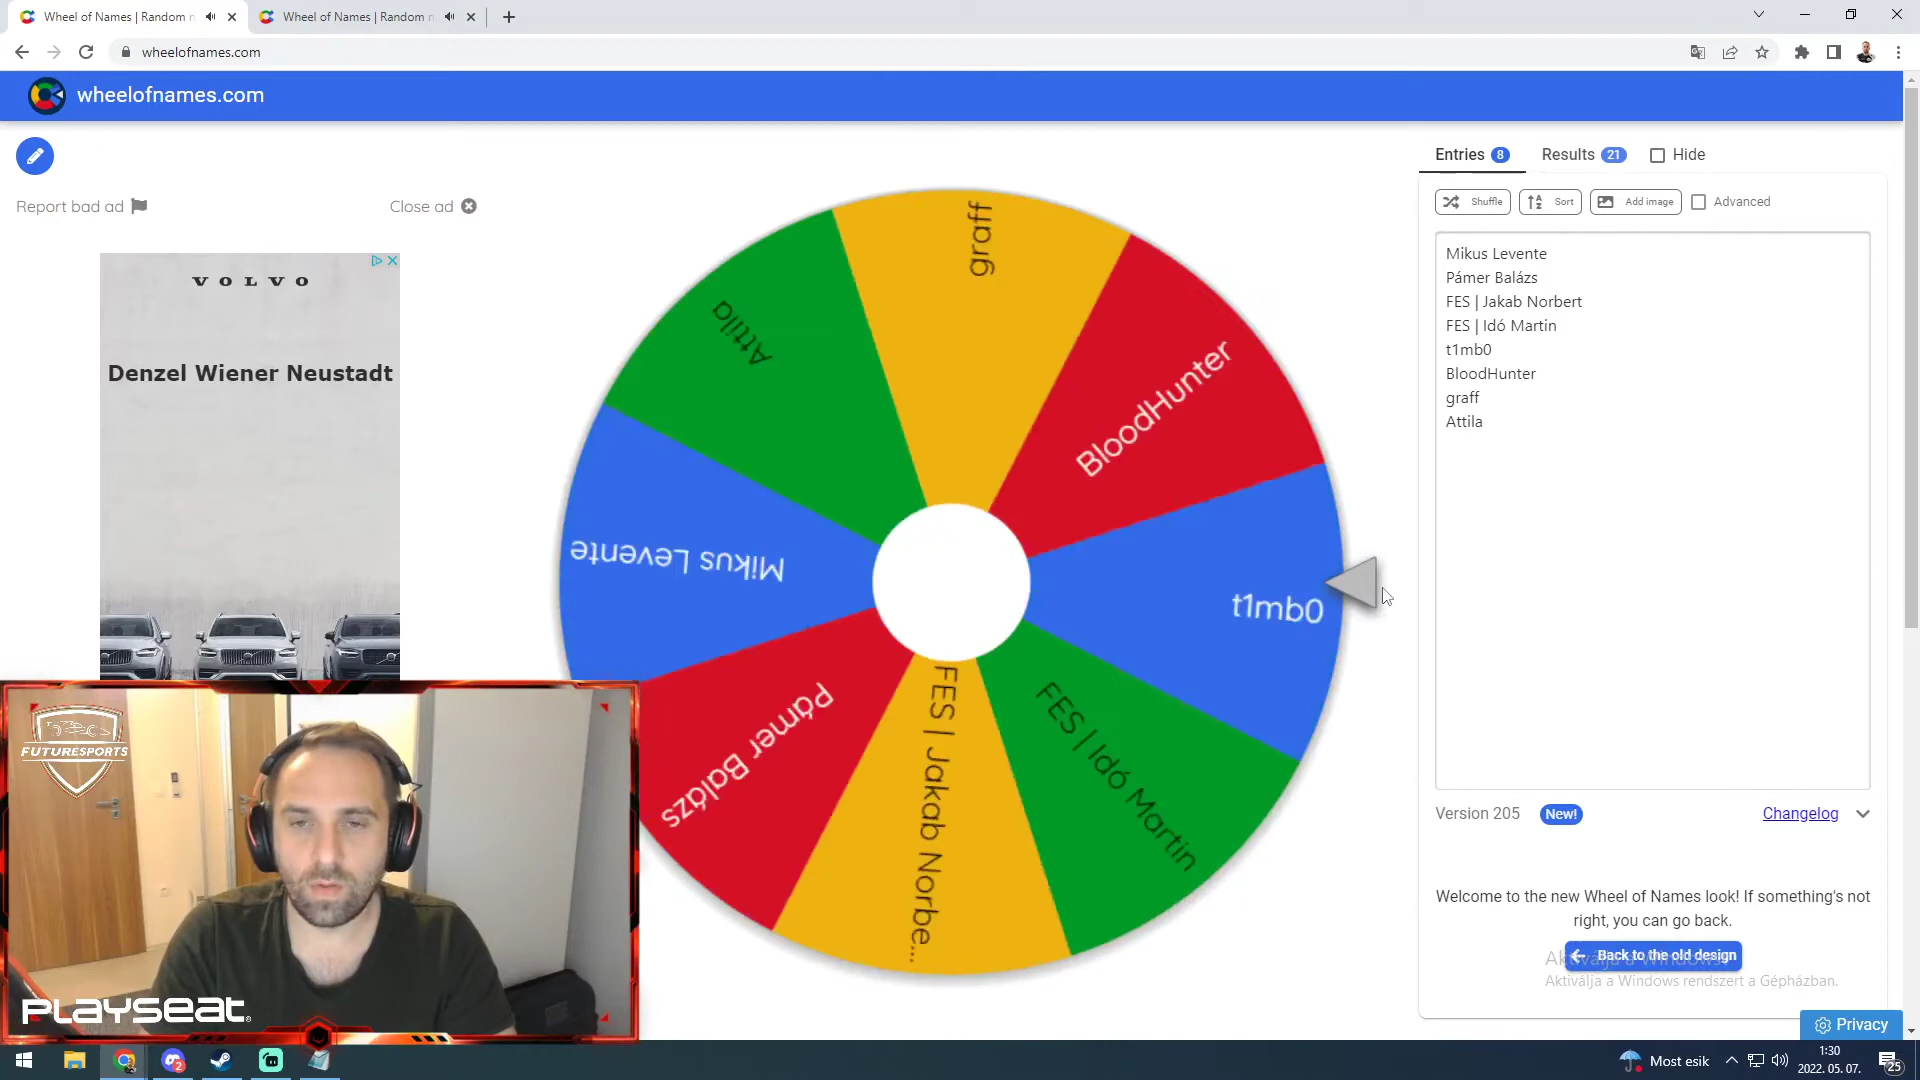 Wheel of Names | Random n
Wheel of Names | Random n
wheelofnames.com
wheelofnames.com
Report bad ad
Close ad
VOLVO
Denzel Wiener Neustadt
graff
BloodHunter
t1mb0
FES | Idó Martin
FES | Jakab Norbe...
Pámer Balázs
Mikus Levente
Attila
Entries 8
Results 21
Hide
Shuffle
Sort
Add image
Advanced
Mikus Levente
Pámer Balázs
FES | Jakab Norbert
FES | Idó Martin
t1mb0
BloodHunter
graff
Attila
Version 205
New!
Changelog
Welcome to the new Wheel of Names look! If something's not
right, you can go back.
Back to the old design
Aktiválja a Windows rendszert a Gépházban.
Privacy
FUTURESPORTS
PLAYSEAT
2
Most esik
1:30
2022. 05. 07.
25